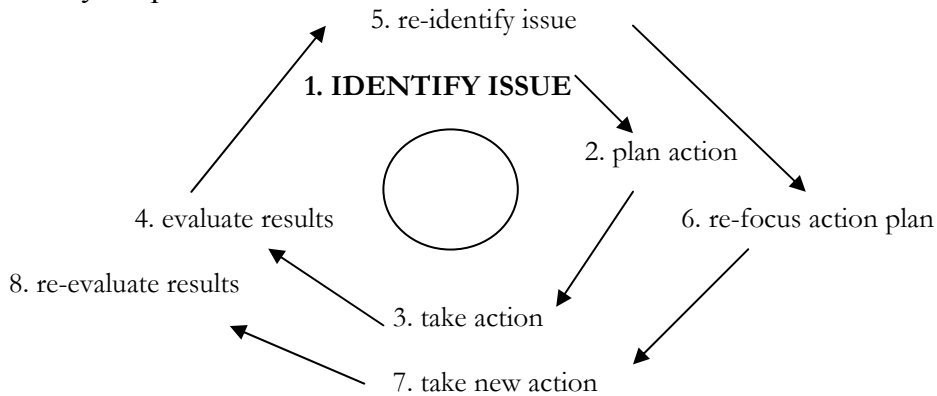 5. re-identify issue
1. IDENTIFY ISSUE
2. plan action
4. evaluate results
6. re-focus action plan
8. re-evaluate results
3. take action
7. take new action